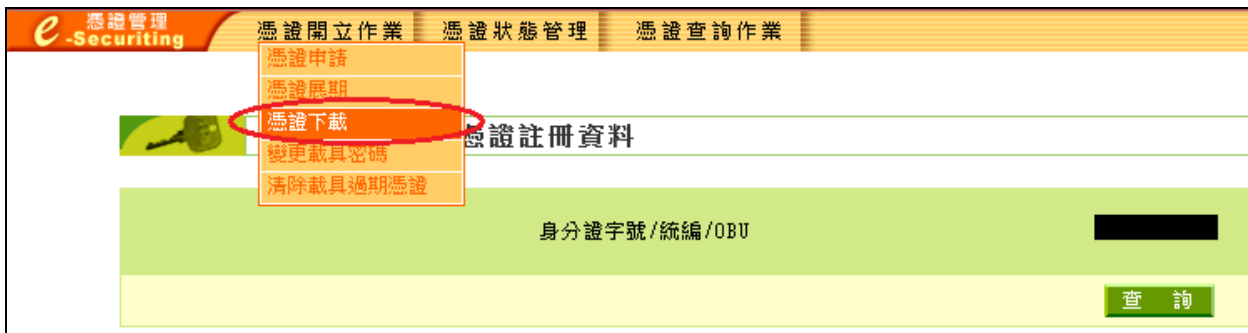 憑證管理
e-Securiting
憑證開立作業 憑證狀態管理 憑證查詢作業
憑證申請
憑證展期
憑證下載
變更載具密碼
清除載具過期憑證
憑證註冊資料
身分證字號/統編/OBU
查 詢